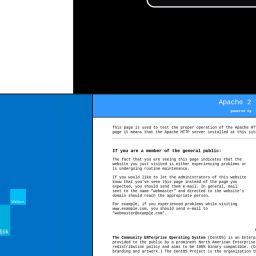 Apache 2
powered by
This page is used to test the proper operation of the Apache HT
page it means that the Apache HTTP server installed at this sit
If you are a member of the general public:
The fact that you are seeing this page indicates that the
website you just visited is either experiencing problems or
is undergoing routine maintenance.
If you would like to let the administrators of this website
know that you've seen this page instead of the page you
expected, you should send them e-mail. In general, mail
sent to the name "webmaster" and directed to the website's
domain should reach the appropriate person.
For example, if you experienced problems while visiting
www.example.com, you should send e-mail to
"webmaster@example.com".
The Community ENTerprise Operating System (CentOS) is an Enterp
provided to the public by a prominent North American Enterprise
redistribution policy and aims to be 100% binary compatible. (C
branding and artwork.) The CentOS Project is the organization t